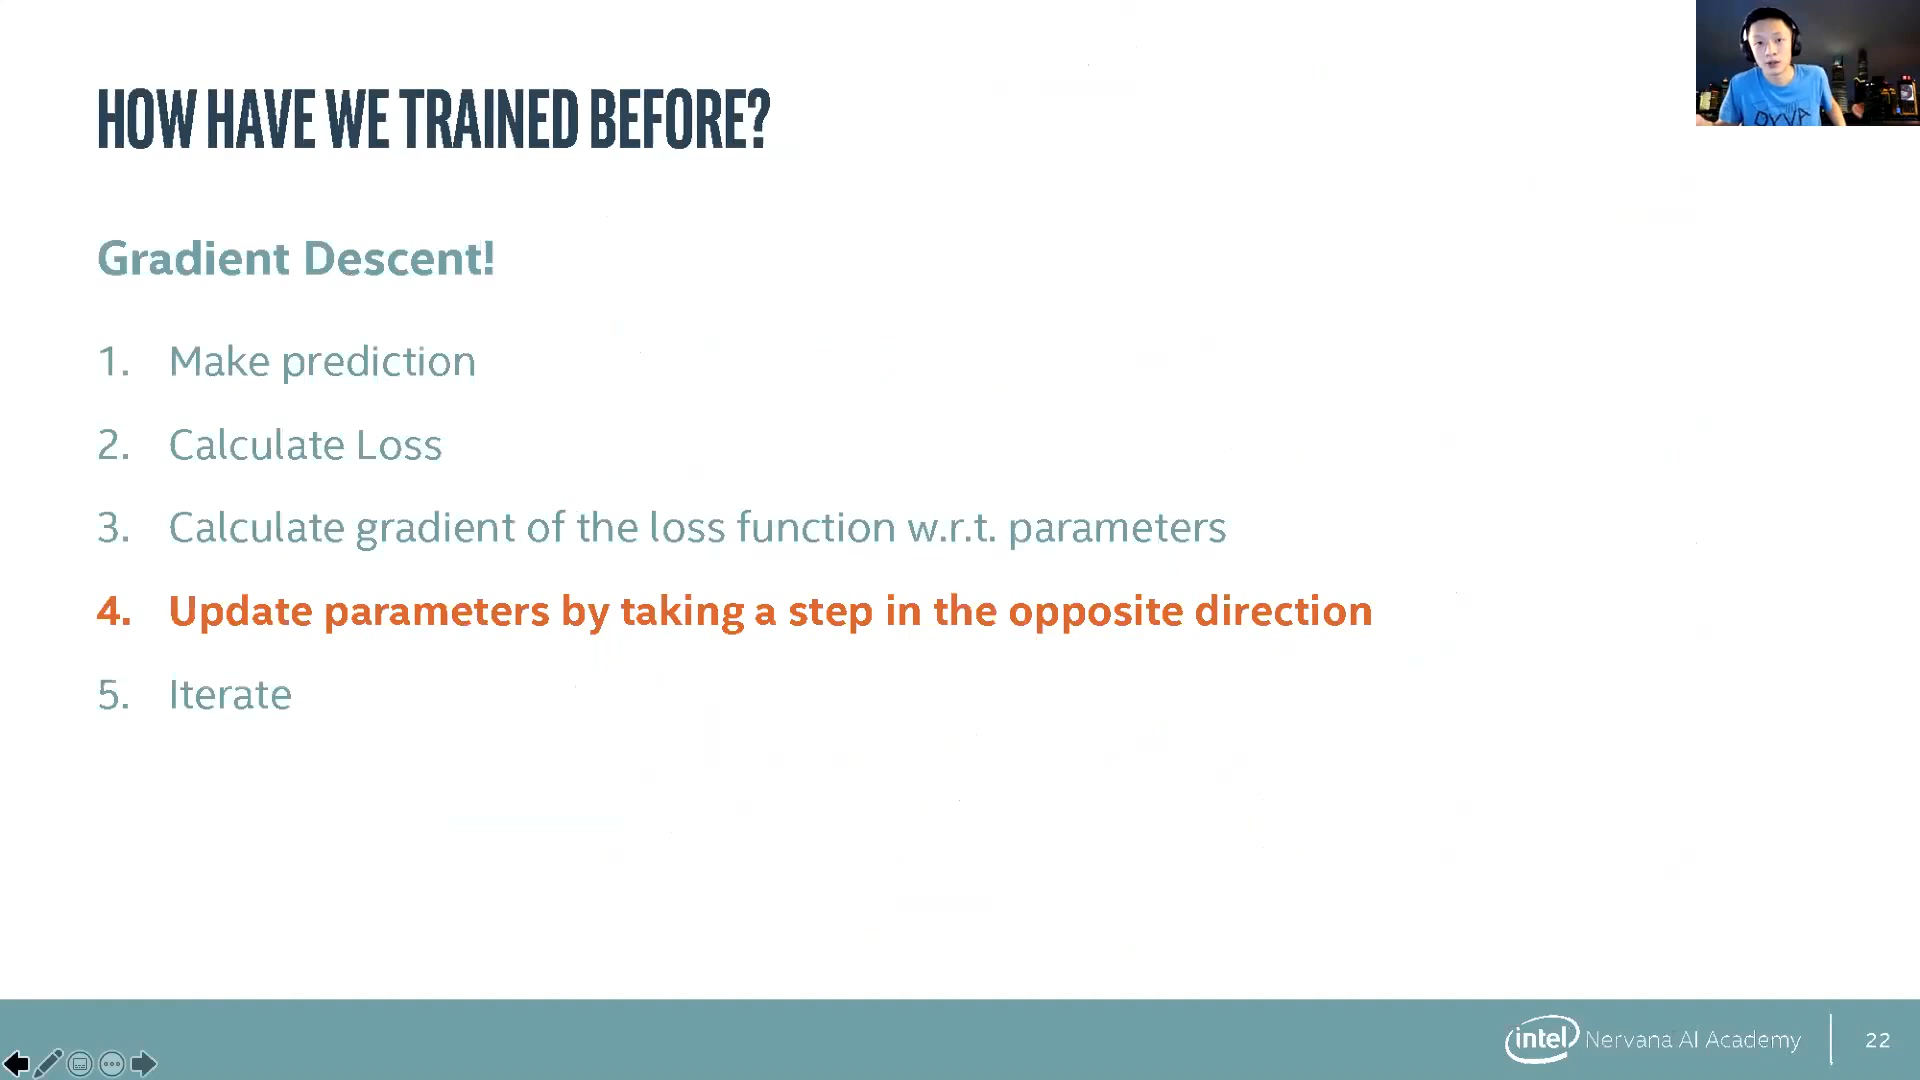 HOW HAVE WE TRAINED BEFORE?
Gradient Descent!
1. Make prediction
2. Calculate Loss
3. Calculate gradient of the loss function w.r.t. parameters
4. Update parameters by taking a step in the opposite direction
5. Iterate
intel Nervana AI Academy 22